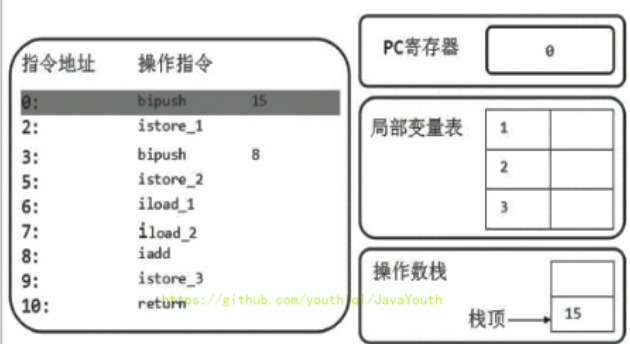 指令地址 操作指令
0: bipush 15
2: istore_1
3: bipush 8
5: istore_2
6: iload_1
7: iload_2
8: iadd
9: istore_3
10: return
https://github.com/youthlql/JavaYouth
PC寄存器 0
局部变量表 1
2
3
操作数栈
栈顶 15